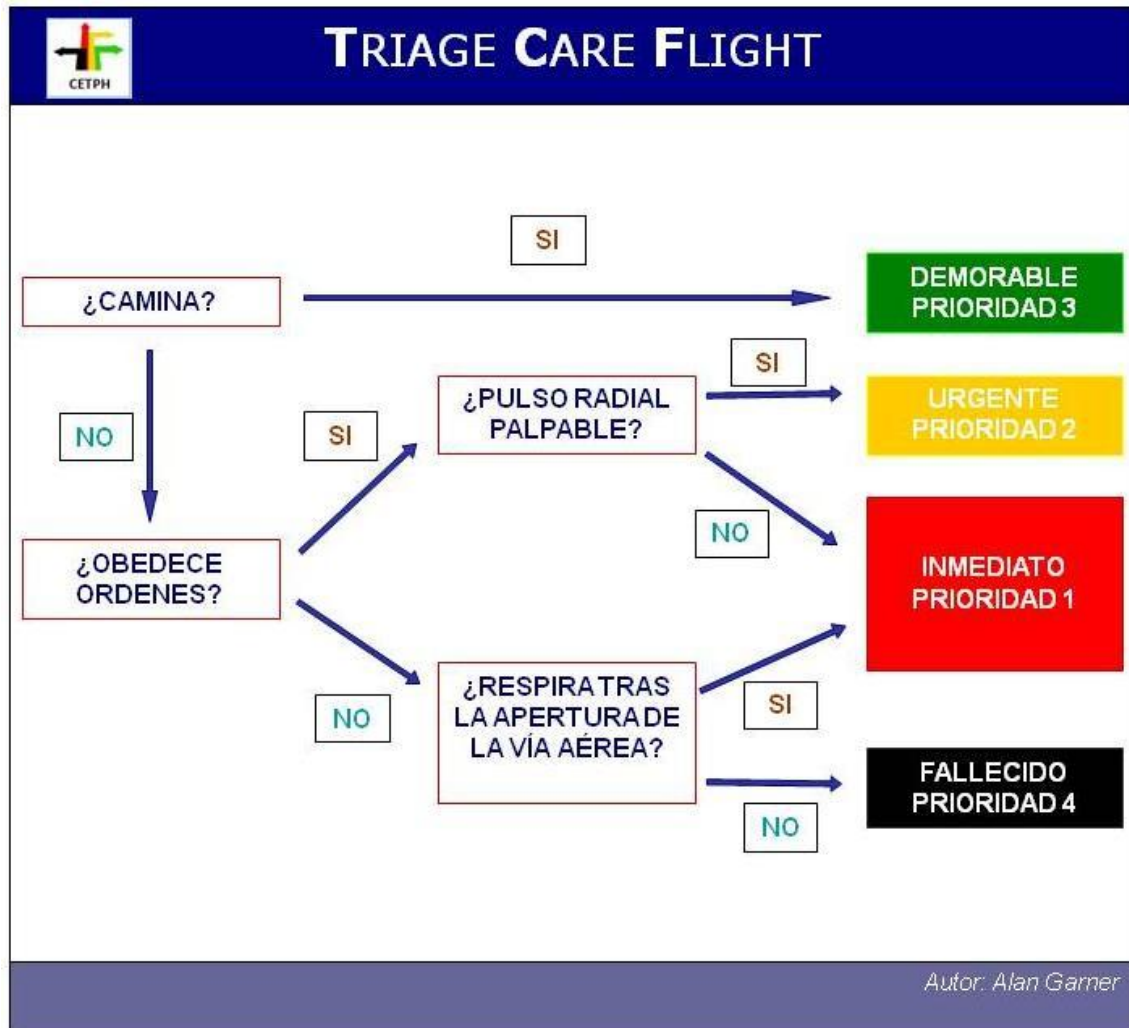 CETPH
TRIAGE CARE FLIGHT
SI
¿CAMINA?
DEMORABLE
PRIORIDAD 3
NO
SI
¿PULSO RADIAL
PALPABLE?
SI
URGENTE
PRIORIDAD 2
NO
¿OBEDECE
ORDENES?
INMEDIATO
PRIORIDAD 1
NO
¿RESPIRA TRAS
LA APERTURA DE
LA VÍA AÉREA?
SI
NO
FALLECIDO
PRIORIDAD 4
Autor: Alan Garner